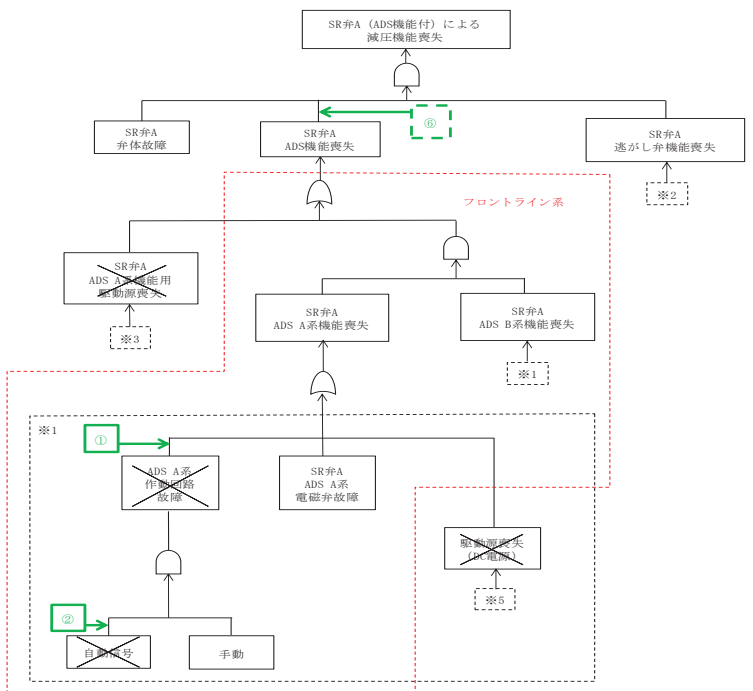 SR弁A（ADS機能付）による
減圧機能喪失
⑥
SR弁A
弁体故障
SR弁A
ADS機能喪失
SR弁A
逃がし弁機能喪失
※2
フロントライン系
SR弁A
ADS A系機能用
駆動源喪失
※3
SR弁A
ADS A系機能喪失
SR弁A
ADS B系機能喪失
※1
※1
①
ADS A系
作動回路
故障
SR弁A
ADS A系
電磁弁故障
駆動源喪失
（DC電源）
※5
②
自動信号
手動